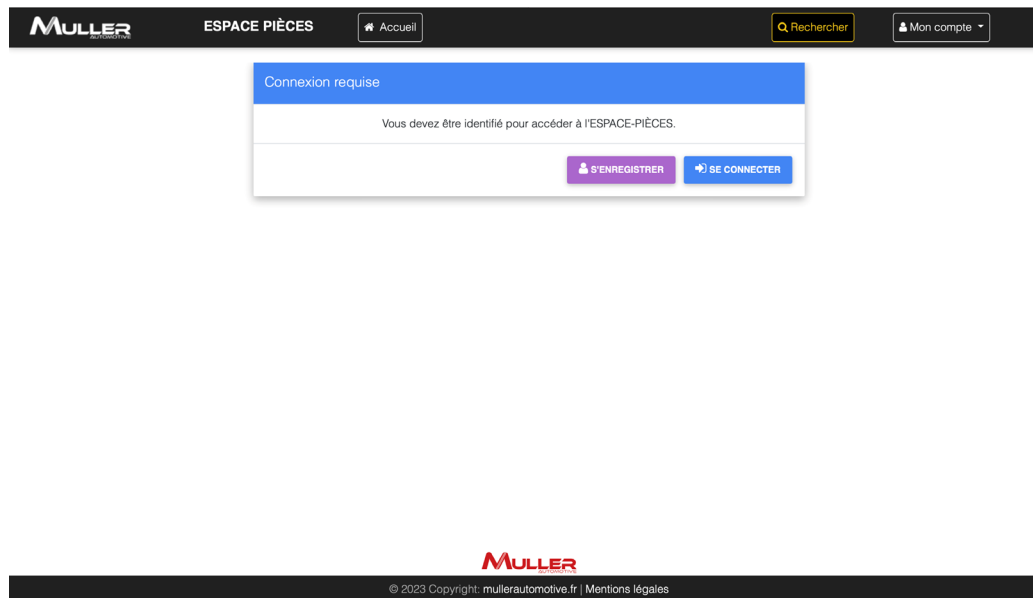 MULLER
AUTOMOTIVE
ESPACE PIÈCES
Accueil
Rechercher
Mon compte
Connexion requise
Vous devez être identifié pour accéder à l'ESPACE-PIÈCES.
S'ENREGISTRER
SE CONNECTER
MULLER
AUTOMOTIVE
© 2023 Copyright: mullerautomotive.fr | Mentions légales